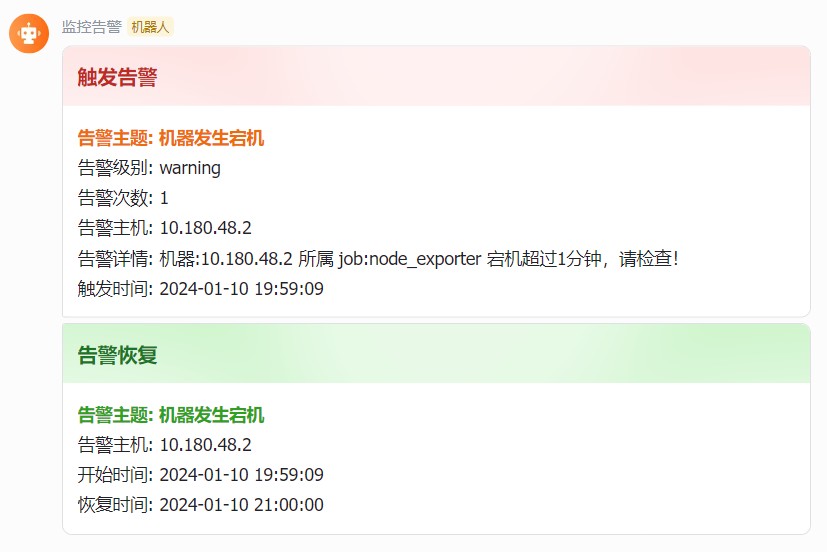 监控告警 机器人
触发告警
告警主题: 机器发生宕机
告警级别: warning
告警次数: 1
告警主机: 10.180.48.2
告警详情: 机器:10.180.48.2 所属 job:node_exporter 宕机超过1分钟，请检查！
触发时间: 2024-01-10 19:59:09
告警恢复
告警主题: 机器发生宕机
告警主机: 10.180.48.2
开始时间: 2024-01-10 19:59:09
恢复时间: 2024-01-10 21:00:00